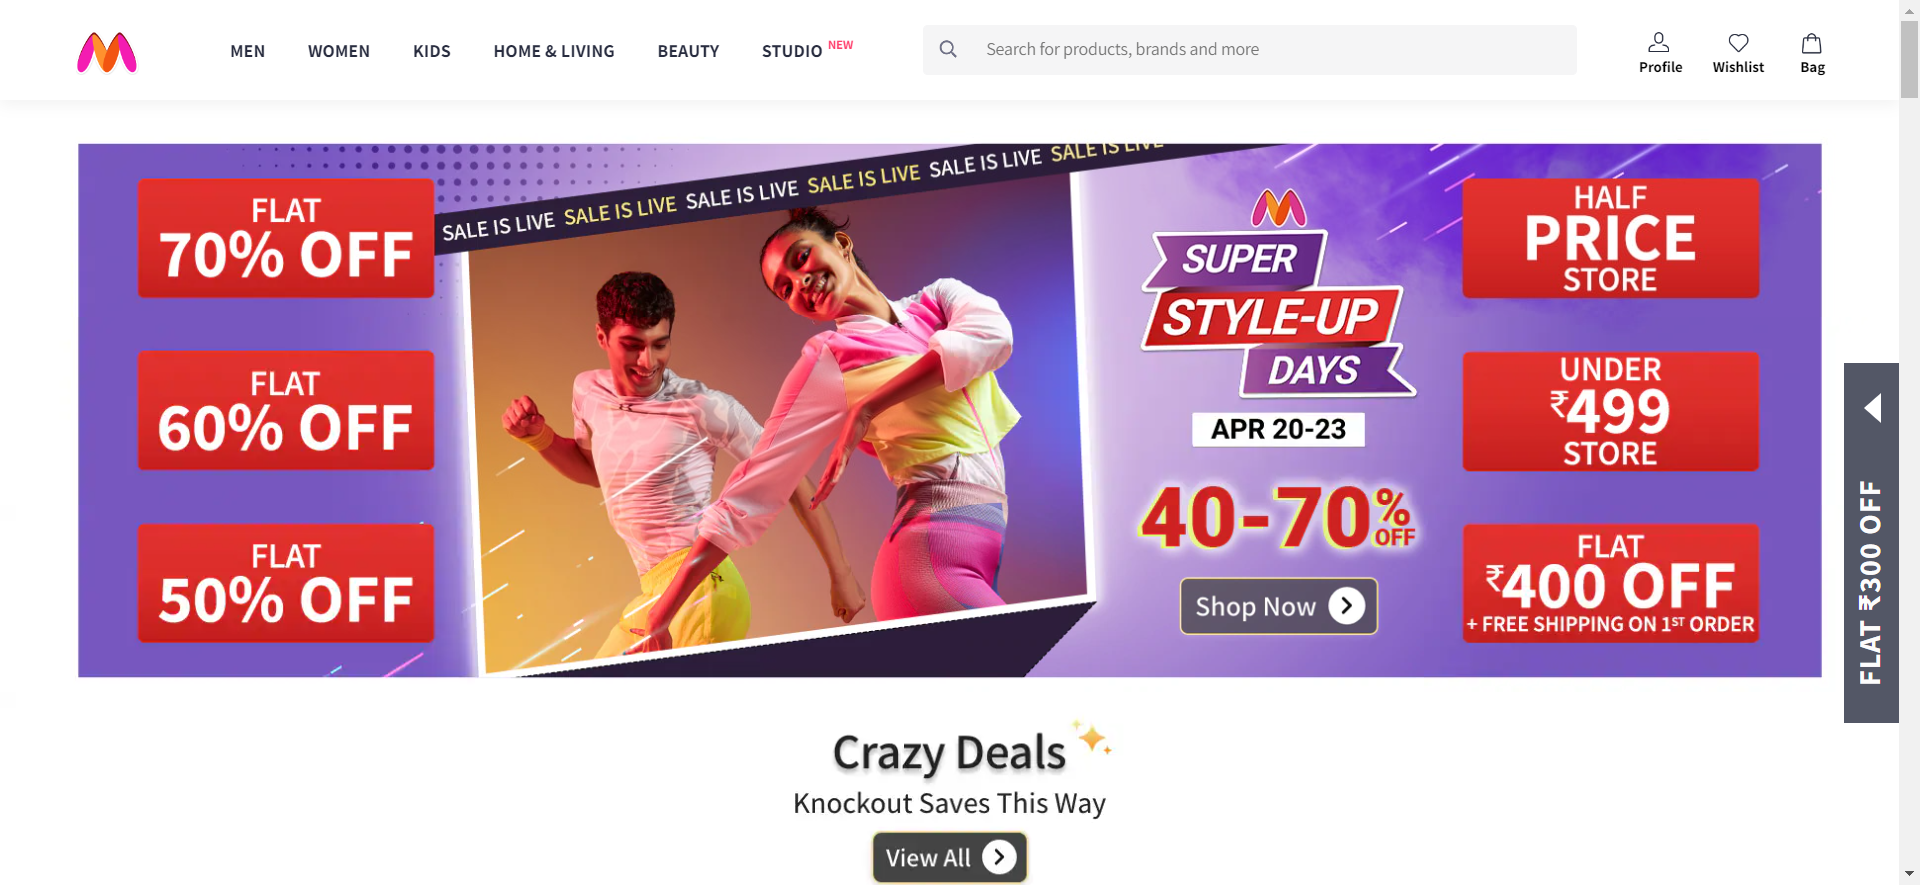 MEN
WOMEN
KIDS
HOME & LIVING
BEAUTY
STUDIO NEW
Search for products, brands and more
Profile
Wishlist
Bag
FLAT
70% OFF
FLAT
60% OFF
FLAT
50% OFF
SALE IS LIVE SALE IS LIVE SALE IS LIVE SALE IS LIVE SALE IS LIVE SALE IS LIVE
SUPER
STYLE-UP
DAYS
APR 20-23
40-70% OFF
Shop Now
HALF
PRICE
STORE
UNDER
₹499
STORE
FLAT
₹400 OFF
+ FREE SHIPPING ON 1ST ORDER
FLAT ₹300 OFF
Crazy Deals
Knockout Saves This Way
View All